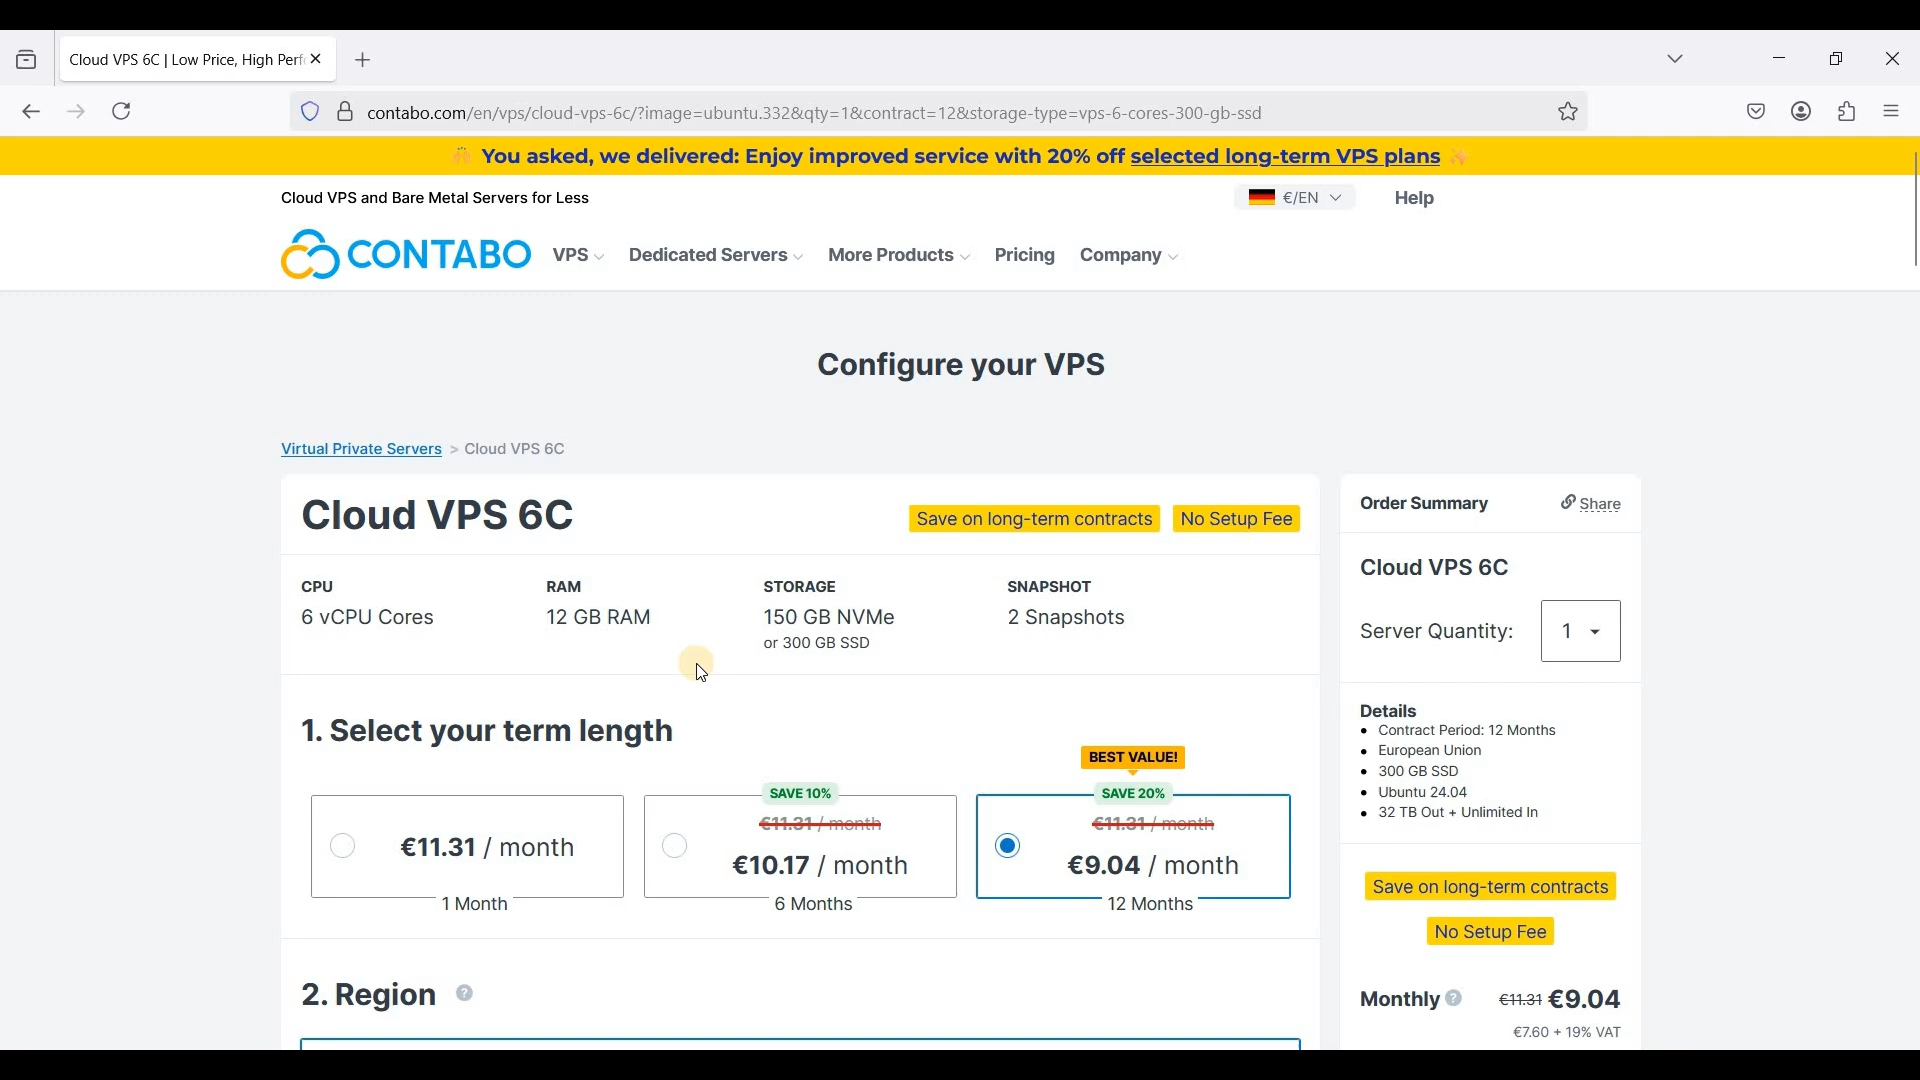 Cloud VPS 6C | Low Price, High Perf
contabo.com/en/vps/cloud-vps-6c/?image=ubuntu.332&qty=1&contract=12&storage-type=vps-6-cores-300-gb-ssd
You asked, we delivered: Enjoy improved service with 20% off selected long-term VPS plans
Cloud VPS and Bare Metal Servers for Less
€/EN
Help
CONTABO
VPS
Dedicated Servers
More Products
Pricing
Company
Configure your VPS
Virtual Private Servers > Cloud VPS 6C
Cloud VPS 6C
Save on long-term contracts
No Setup Fee
CPU
6 vCPU Cores
RAM
12 GB RAM
STORAGE
150 GB NVMe
or 300 GB SSD
SNAPSHOT
2 Snapshots
1. Select your term length
€11.31 / month
1 Month
SAVE 10%
€11.31 / month
€10.17 / month
6 Months
BEST VALUE!
SAVE 20%
€11.31 / month
€9.04 / month
12 Months
2. Region ?
Order Summary
Share
Cloud VPS 6C
Server Quantity: 1
Details
• Contract Period: 12 Months
• European Union
• 300 GB SSD
• Ubuntu 24.04
• 32 TB Out + Unlimited In
Save on long-term contracts
No Setup Fee
Monthly ? €11.31 €9.04
€7.60 + 19% VAT